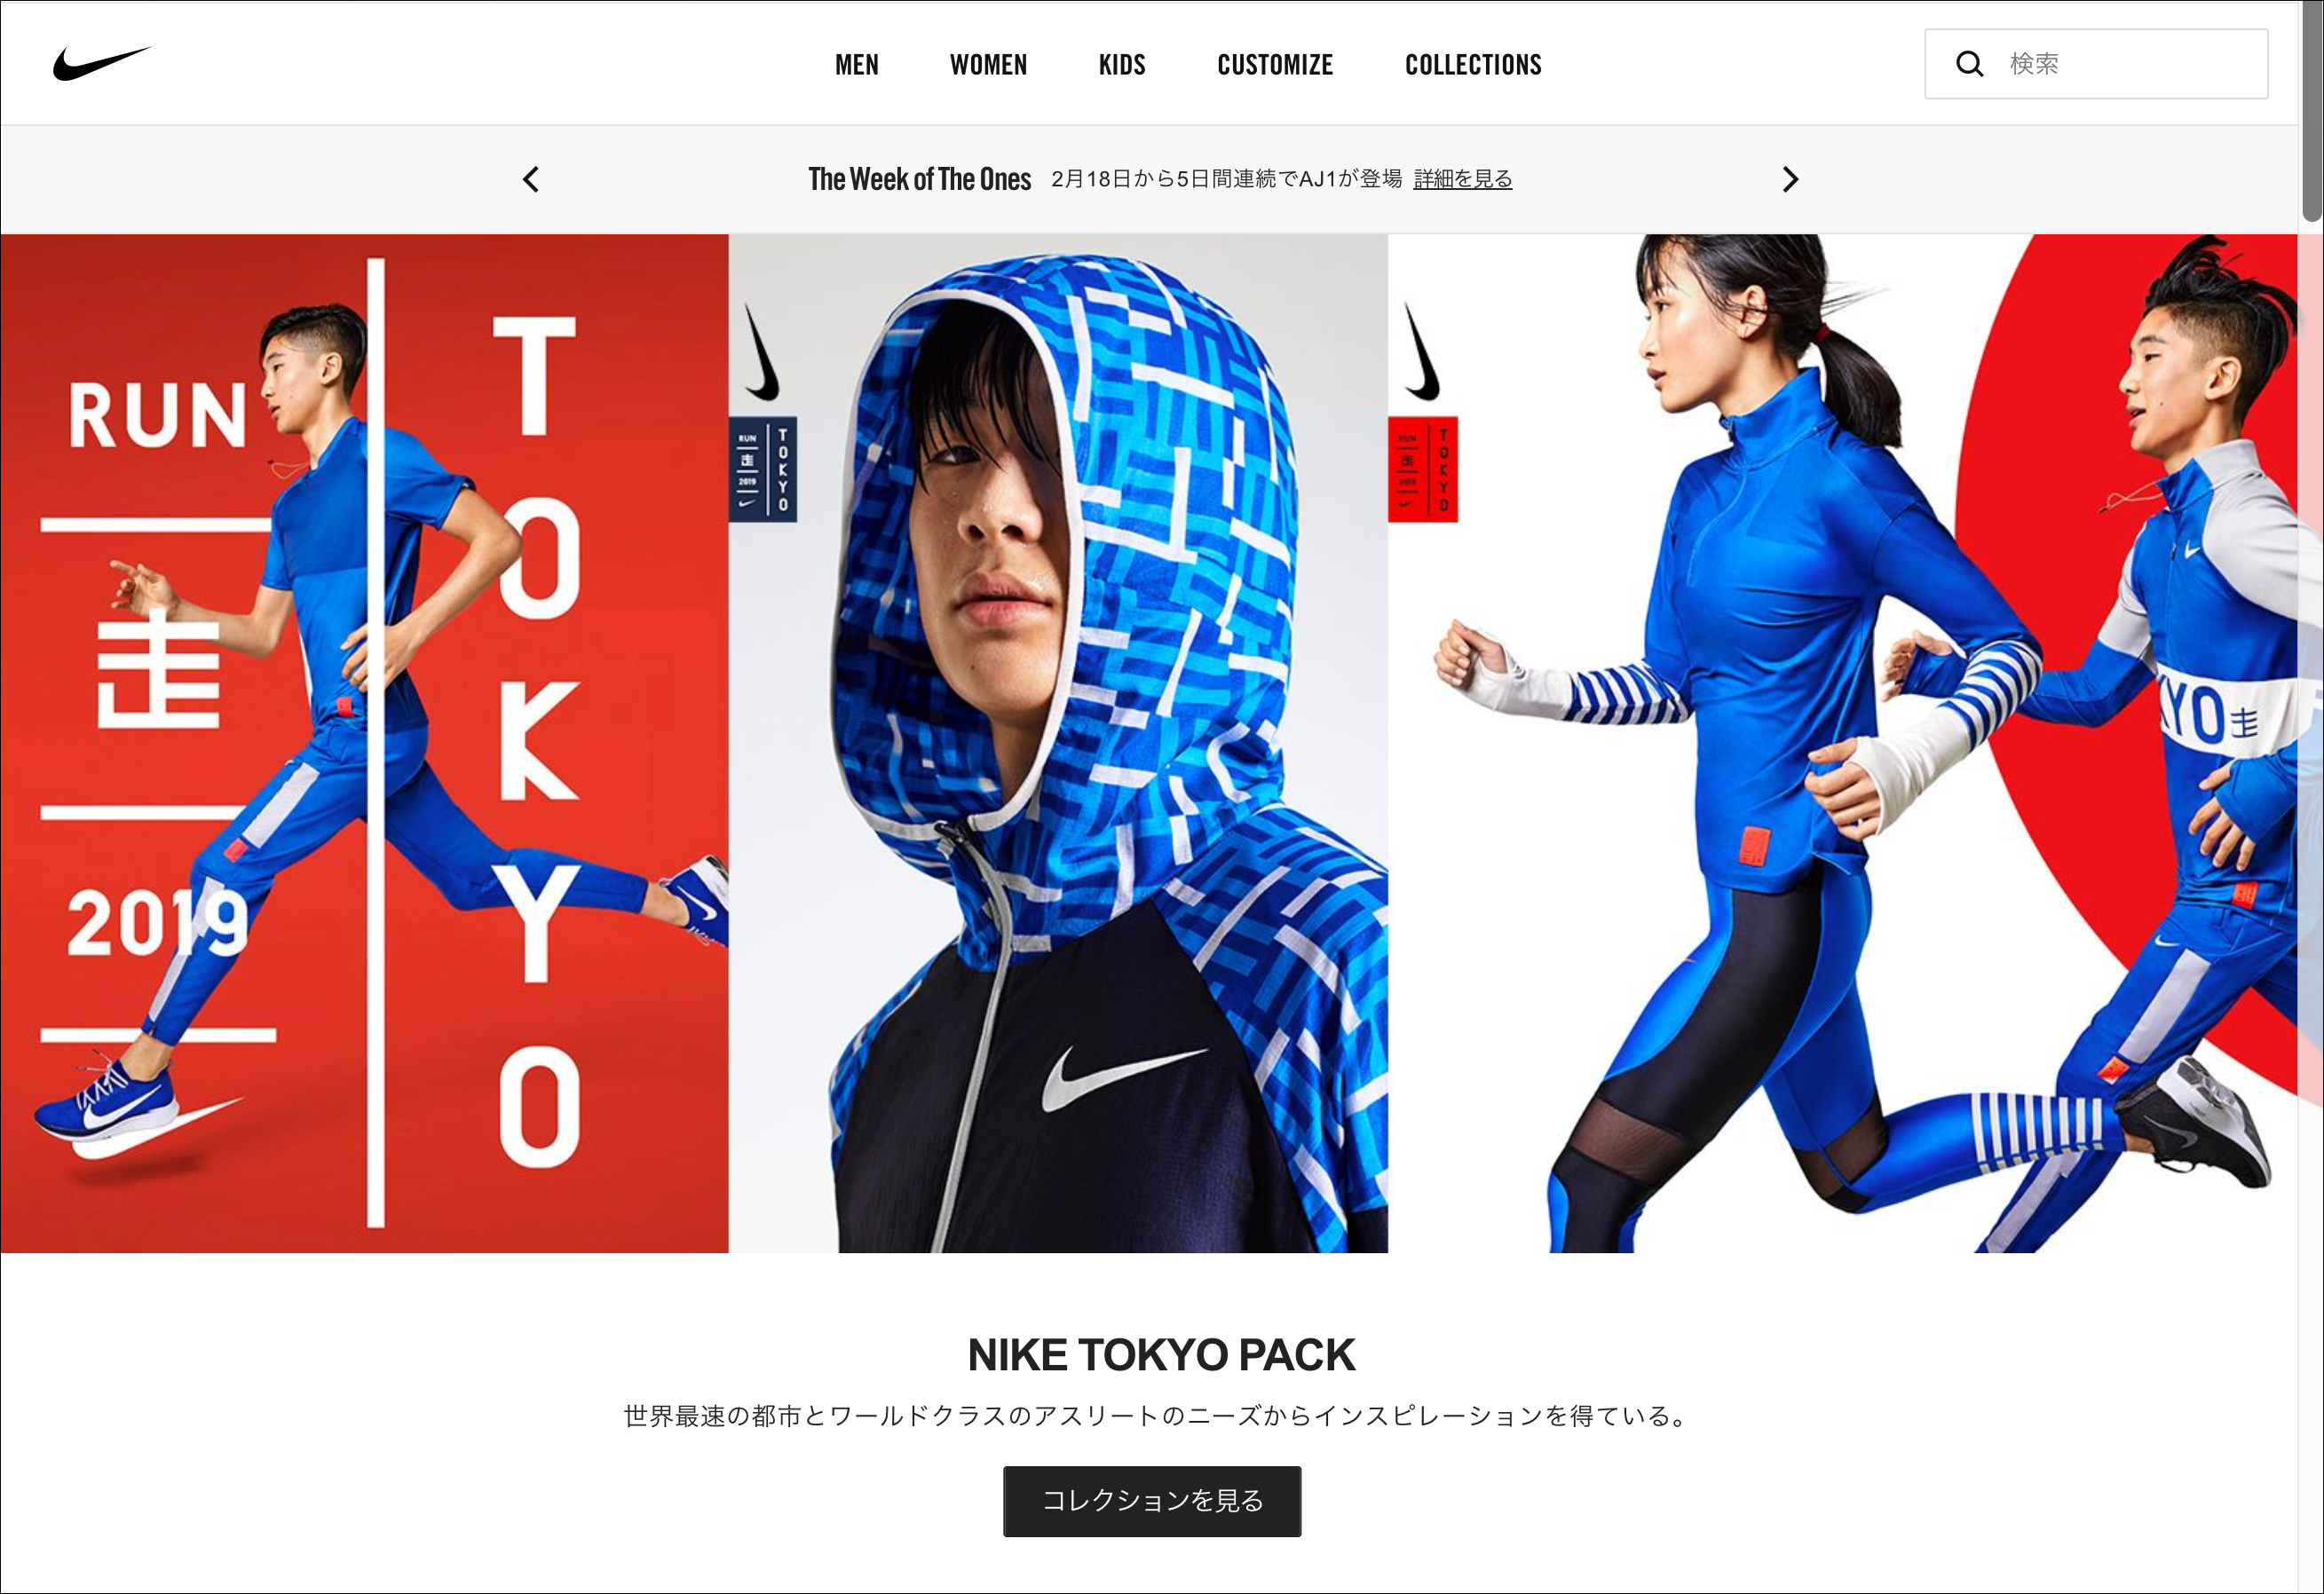 MEN WOMEN KIDS CUSTOMIZE COLLECTIONS 検索
The Week of The Ones 2月18日から5日間連続でAJ1が登場 詳細を見る
RUN
走
2019
TOKYO
RUN
走
2019
TOKYO
RUN
走
2019
TOKYO
KYO走
NIKE TOKYO PACK
世界最速の都市とワールドクラスのアスリートのニーズからインスピレーションを得ている。
コレクションを見る